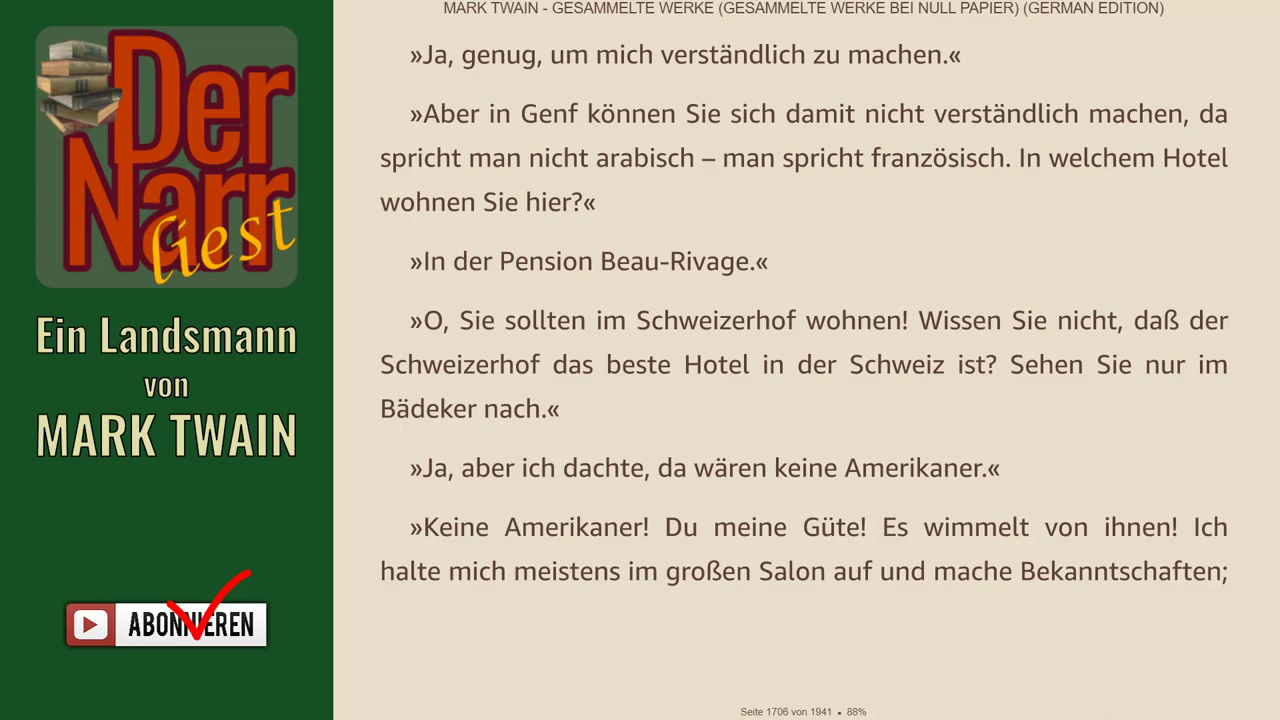 Der
Narr
liest
Ein Landsmann
von
MARK TWAIN
ABONNIEREN
MARK TWAIN - GESAMMELTE WERKE (GESAMMELTE WERKE BEI NULL PAPIER) (GERMAN EDITION)
»Ja, genug, um mich verständlich zu machen.«
»Aber in Genf können Sie sich damit nicht verständlich machen, da
spricht man nicht arabisch – man spricht französisch. In welchem Hotel
wohnen Sie hier?«
»In der Pension Beau-Rivage.«
»O, Sie sollten im Schweizerhof wohnen! Wissen Sie nicht, daß der
Schweizerhof das beste Hotel in der Schweiz ist? Sehen Sie nur im
Bädeker nach.«
»Ja, aber ich dachte, da wären keine Amerikaner.«
»Keine Amerikaner! Du meine Güte! Es wimmelt von ihnen! Ich
halte mich meistens im großen Salon auf und mache Bekanntschaften;
Seite 1706 von 1941 • 88%